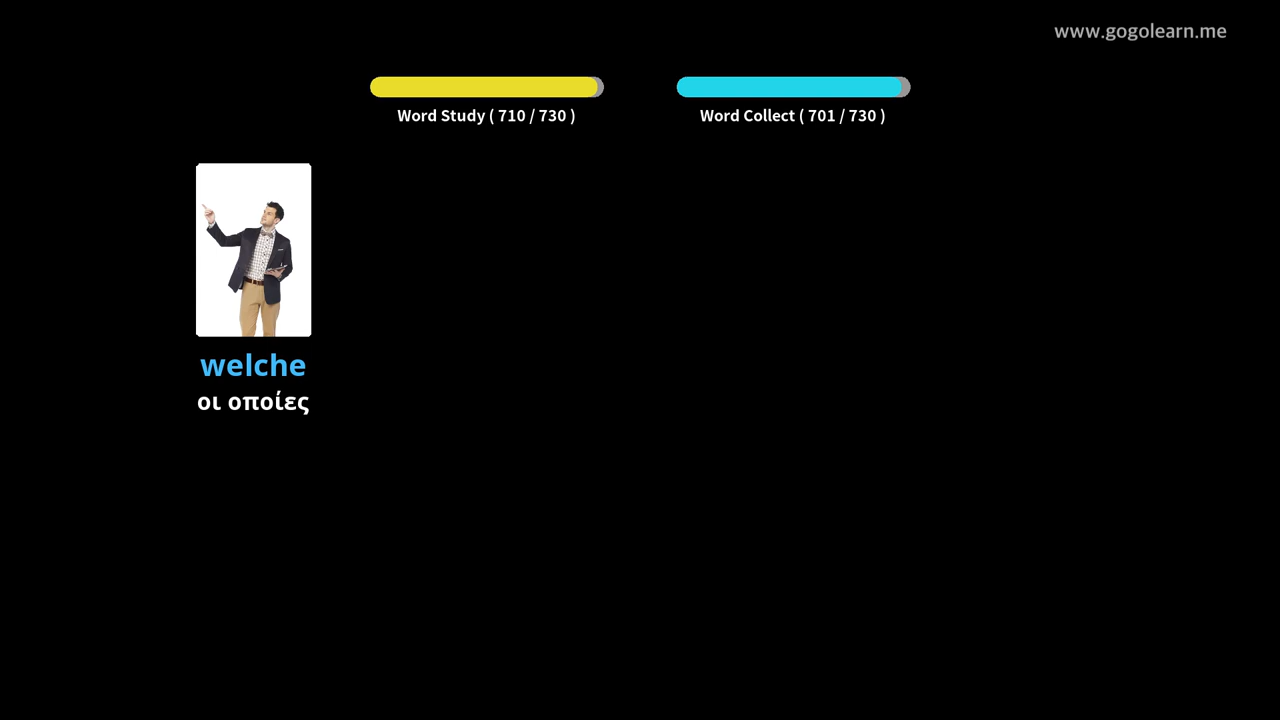 www.gogolearn.me
Word Study ( 710 / 730 )
Word Collect ( 701 / 730 )
welche
οι οποίες